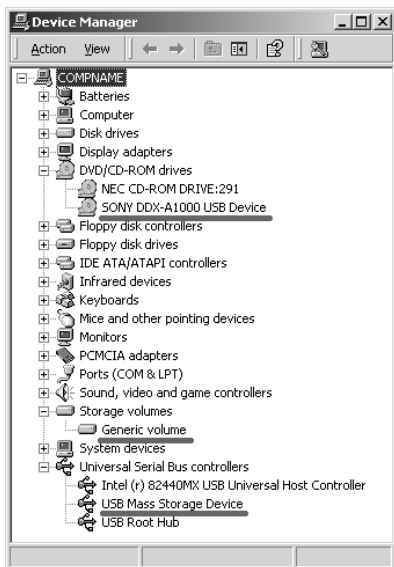 Device Manager
Action View
COMPNAME
Batteries
Computer
Disk drives
Display adapters
DVD/CD-ROM drives
NEC CD-ROM DRIVE:291
SONY DDX-A1000 USB Device
Floppy disk controllers
Floppy disk drives
IDE ATA/ATAPI controllers
Infrared devices
Keyboards
Mice and other pointing devices
Monitors
PCMCIA adapters
Ports (COM & LPT)
Sound, video and game controllers
Storage volumes
Generic volume
System devices
Universal Serial Bus controllers
Intel (r) 82440MX USB Universal Host Controller
USB Mass Storage Device
USB Root Hub